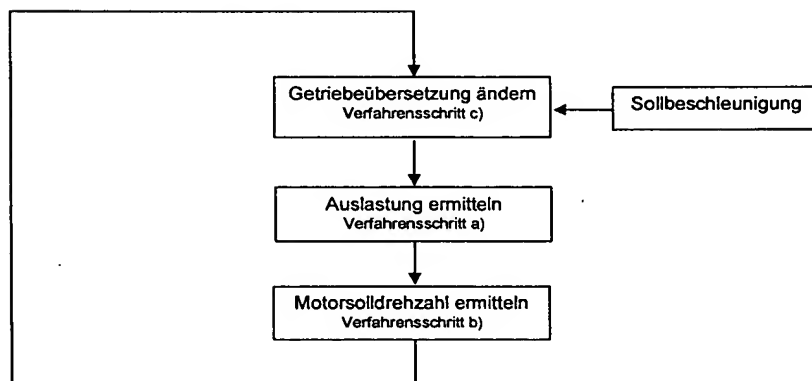 Getriebeübersetzung ändern
Verfahrensschritt c)
Sollbeschleunigung
Auslastung ermitteln
Verfahrensschritt a)
Motorsolldrehzahl ermitteln
Verfahrensschritt b)